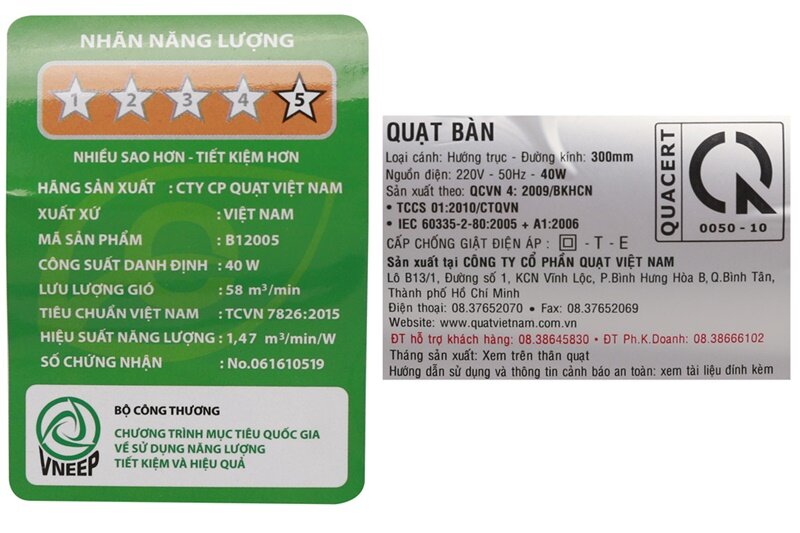 NHÃN NĂNG LƯỢNG
1 2 3 4 5
NHIỀU SAO HƠN - TIẾT KIỆM HƠN
HÃNG SẢN XUẤT : CTY CP QUẠT VIỆT NAM
XUẤT XỨ : VIỆT NAM
MÃ SẢN PHẨM : B12005
CÔNG SUẤT DANH ĐỊNH : 40 W
LƯU LƯỢNG GIÓ : 58 m³/min
TIÊU CHUẨN VIỆT NAM : TCVN 7826:2015
HIỆU SUẤT NĂNG LƯỢNG : 1,47 m³/min/W
SỐ CHỨNG NHẬN : No.061610519
VNEEP
BỘ CÔNG THƯƠNG
CHƯƠNG TRÌNH MỤC TIÊU QUỐC GIA
VỀ SỬ DỤNG NĂNG LƯỢNG
TIẾT KIỆM VÀ HIỆU QUẢ
QUẠT BÀN
Loại cánh: Hướng trục - Đường kính: 300mm
Nguồn điện: 220V - 50Hz - 40W
Sản xuất theo: QCVN 4: 2009/BKHCN
• TCCS 01:2010/CTQVN
• IEC 60335-2-80:2005 + A1:2006
CẤP CHỐNG GIẬT ĐIỆN ÁP : - T - E
QUACERT
0050 - 10
Sản xuất tại CÔNG TY CỔ PHẦN QUẠT VIỆT NAM
Lô B13/1, Đường số 1, KCN Vĩnh Lộc, P.Bình Hưng Hòa B, Q.Bình Tân,
Thành phố Hồ Chí Minh
Điện thoại: 08.37652070 • Fax: 08.37652069
Website: www.quatvietnam.com.vn
ĐT hỗ trợ khách hàng: 08.38645830 • ĐT Ph.K.Doanh: 08.38666102
Tháng sản xuất: Xem trên thân quạt
Hướng dẫn sử dụng và thông tin cảnh báo an toàn: xem tài liệu đính kèm